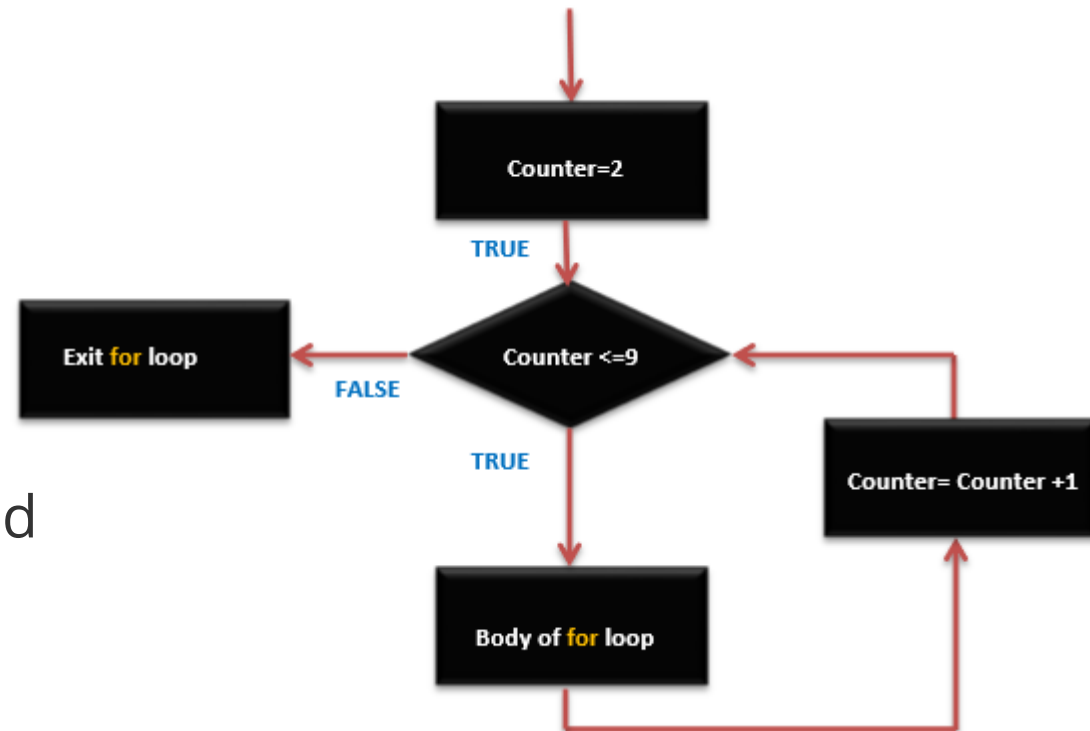 Counter=2
TRUE
Exit for loop
Counter <=9
FALSE
TRUE
Counter= Counter +1
d
Body of for loop